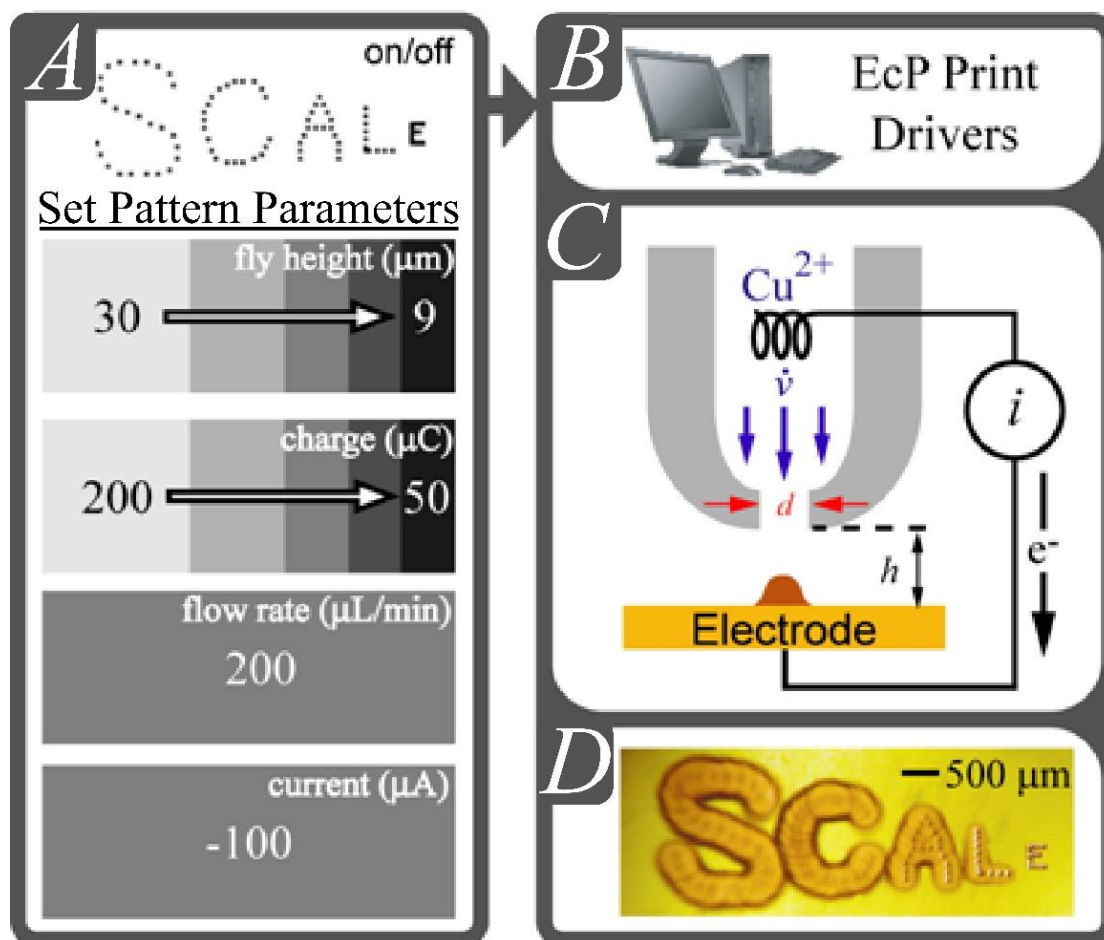 A
on/off
SCALE
Set Pattern Parameters
fly height (μm)
30 9
charge (μC)
200 50
flow rate (μL/min)
200
current (μA)
-100
B
EcP Print
Drivers
C
Cu²⁺
v̇
i
d
h
e⁻
Electrode
D
500 μm
SCALE